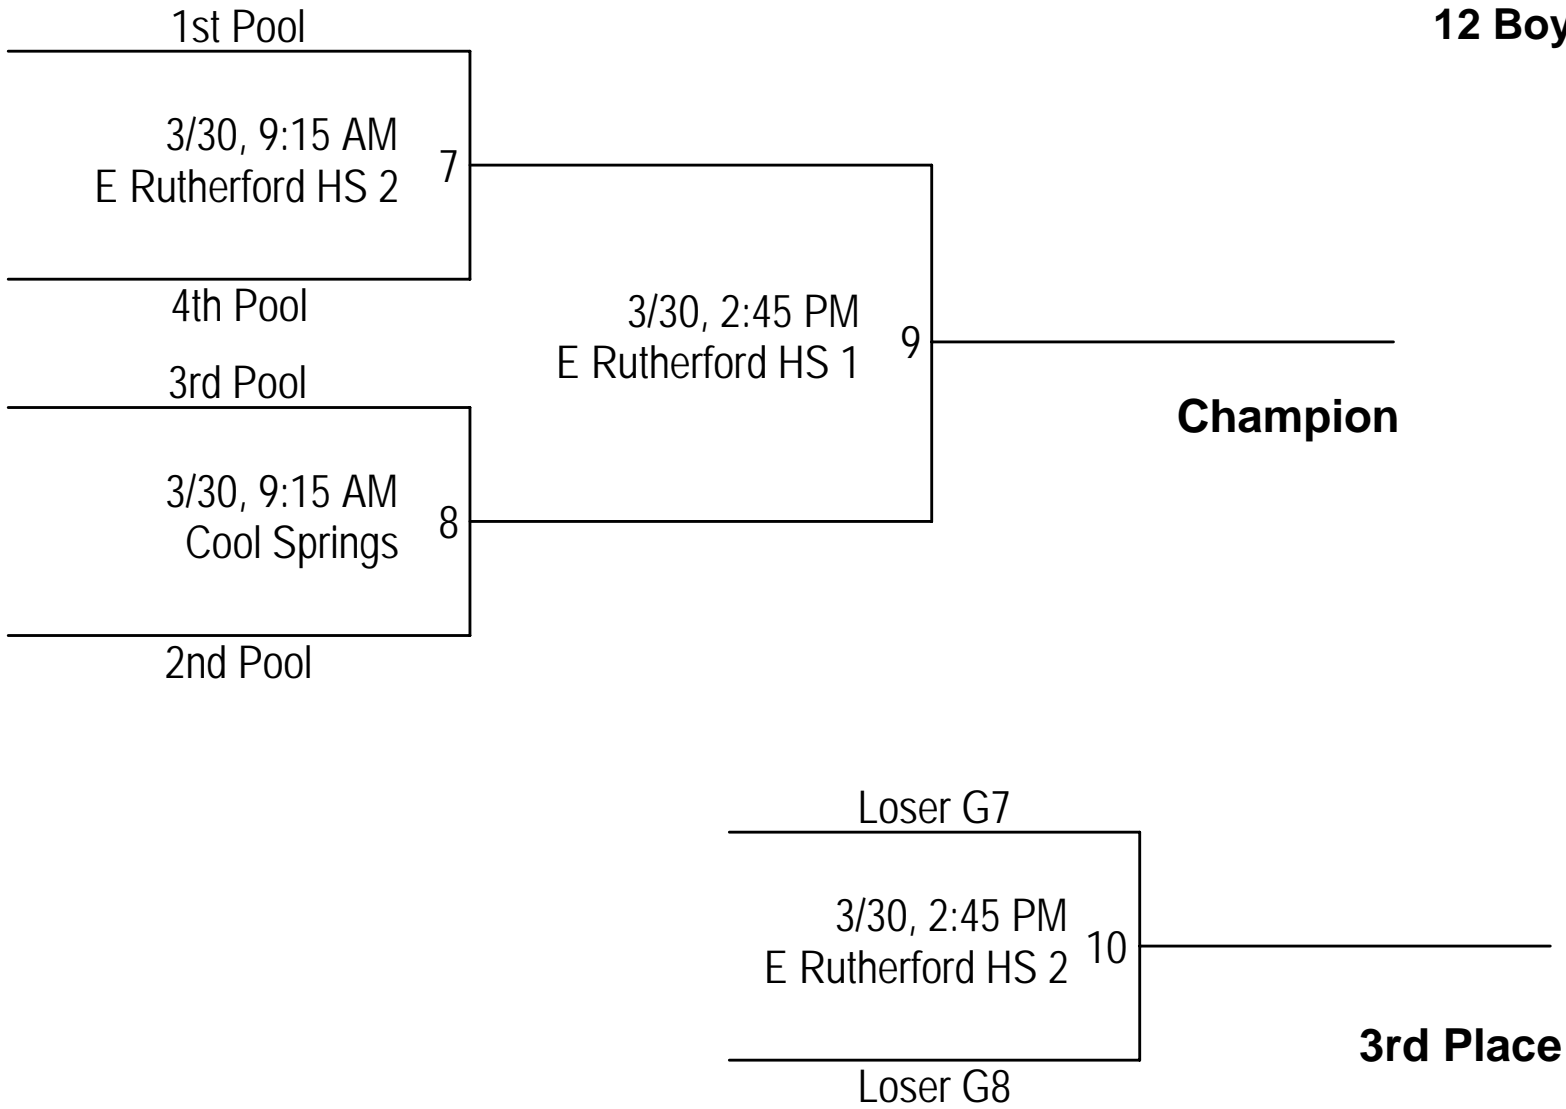 1st Pool
12 Boy
3/30, 9:15 AM
E Rutherford HS 2
7
4th Pool
3/30, 2:45 PM
E Rutherford HS 1
9
3rd Pool
Champion
3/30, 9:15 AM
Cool Springs
8
2nd Pool
Loser G7
3/30, 2:45 PM
E Rutherford HS 2
10
3rd Place
Loser G8